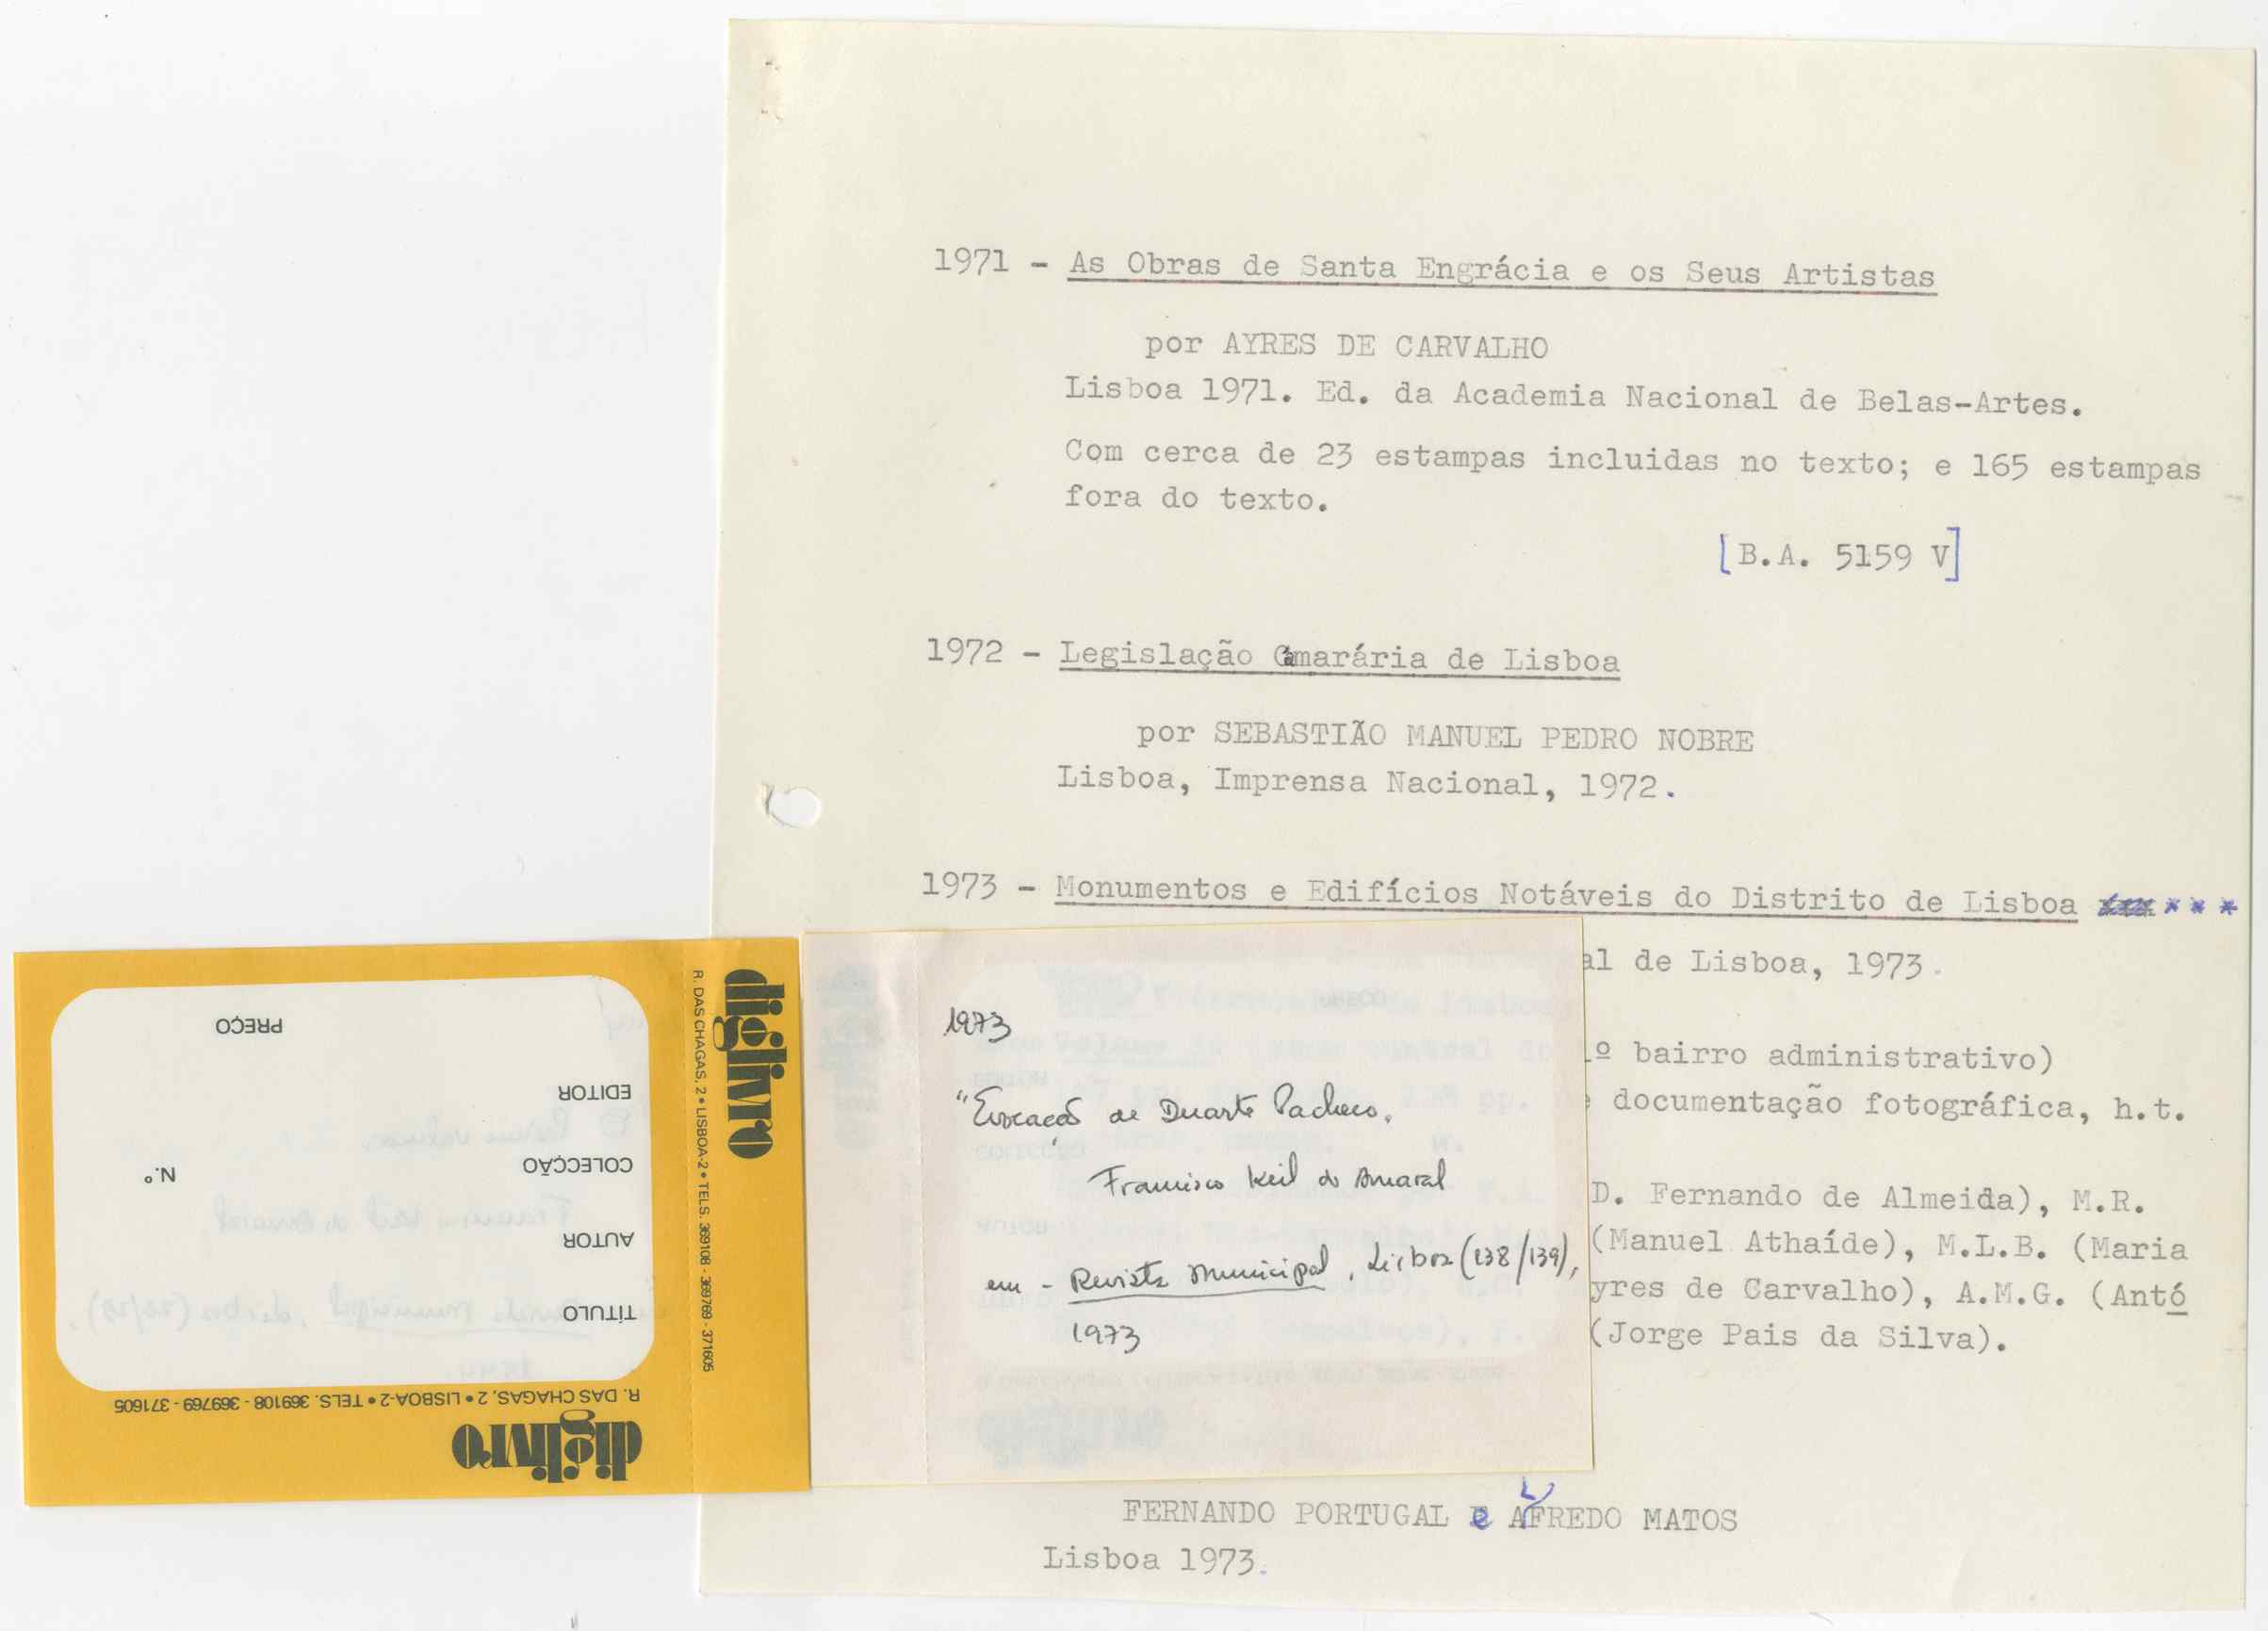 1971 - As Obras de Santa Engrácia e os Seus Artistas
por AYRES DE CARVALHO
Lisboa 1971. Ed. da Academia Nacional de Belas-Artes.
Com cerca de 23 estampas incluidas no texto; e 165 estampas
fora do texto.
[B.A. 5159 V]
1972 - Legislação Camarária de Lisboa
por SEBASTIÃO MANUEL PEDRO NOBRE
Lisboa, Imprensa Nacional, 1972.
1973 - Monumentos e Edifícios Notáveis do Distrito de Lisboa * * *
al de Lisboa, 1973.
º bairro administrativo)
documentação fotográfica, h.t.
D. Fernando de Almeida), M.R.
(Manuel Athaíde), M.L.B. (Maria
yres de Carvalho), A.M.G. (Antó
(Jorge Pais da Silva).
FERNANDO PORTUGAL e ALFREDO MATOS
Lisboa 1973.
1973
"Evocação de Duarte Pacheco,
Francisco Keil do Amaral
em - Revista Municipal, Lisboa (138/139),
1973
diglivro
R. DAS CHAGAS, 2 • LISBOA-2 • TELS. 369108 - 369769 - 371605
diglivro
R. DAS CHAGAS, 2 • LISBOA-2 • TELS. 369108 - 369769 - 371605
TÍTULO
AUTOR
COLECÇÃO N.º
EDITOR
PREÇO